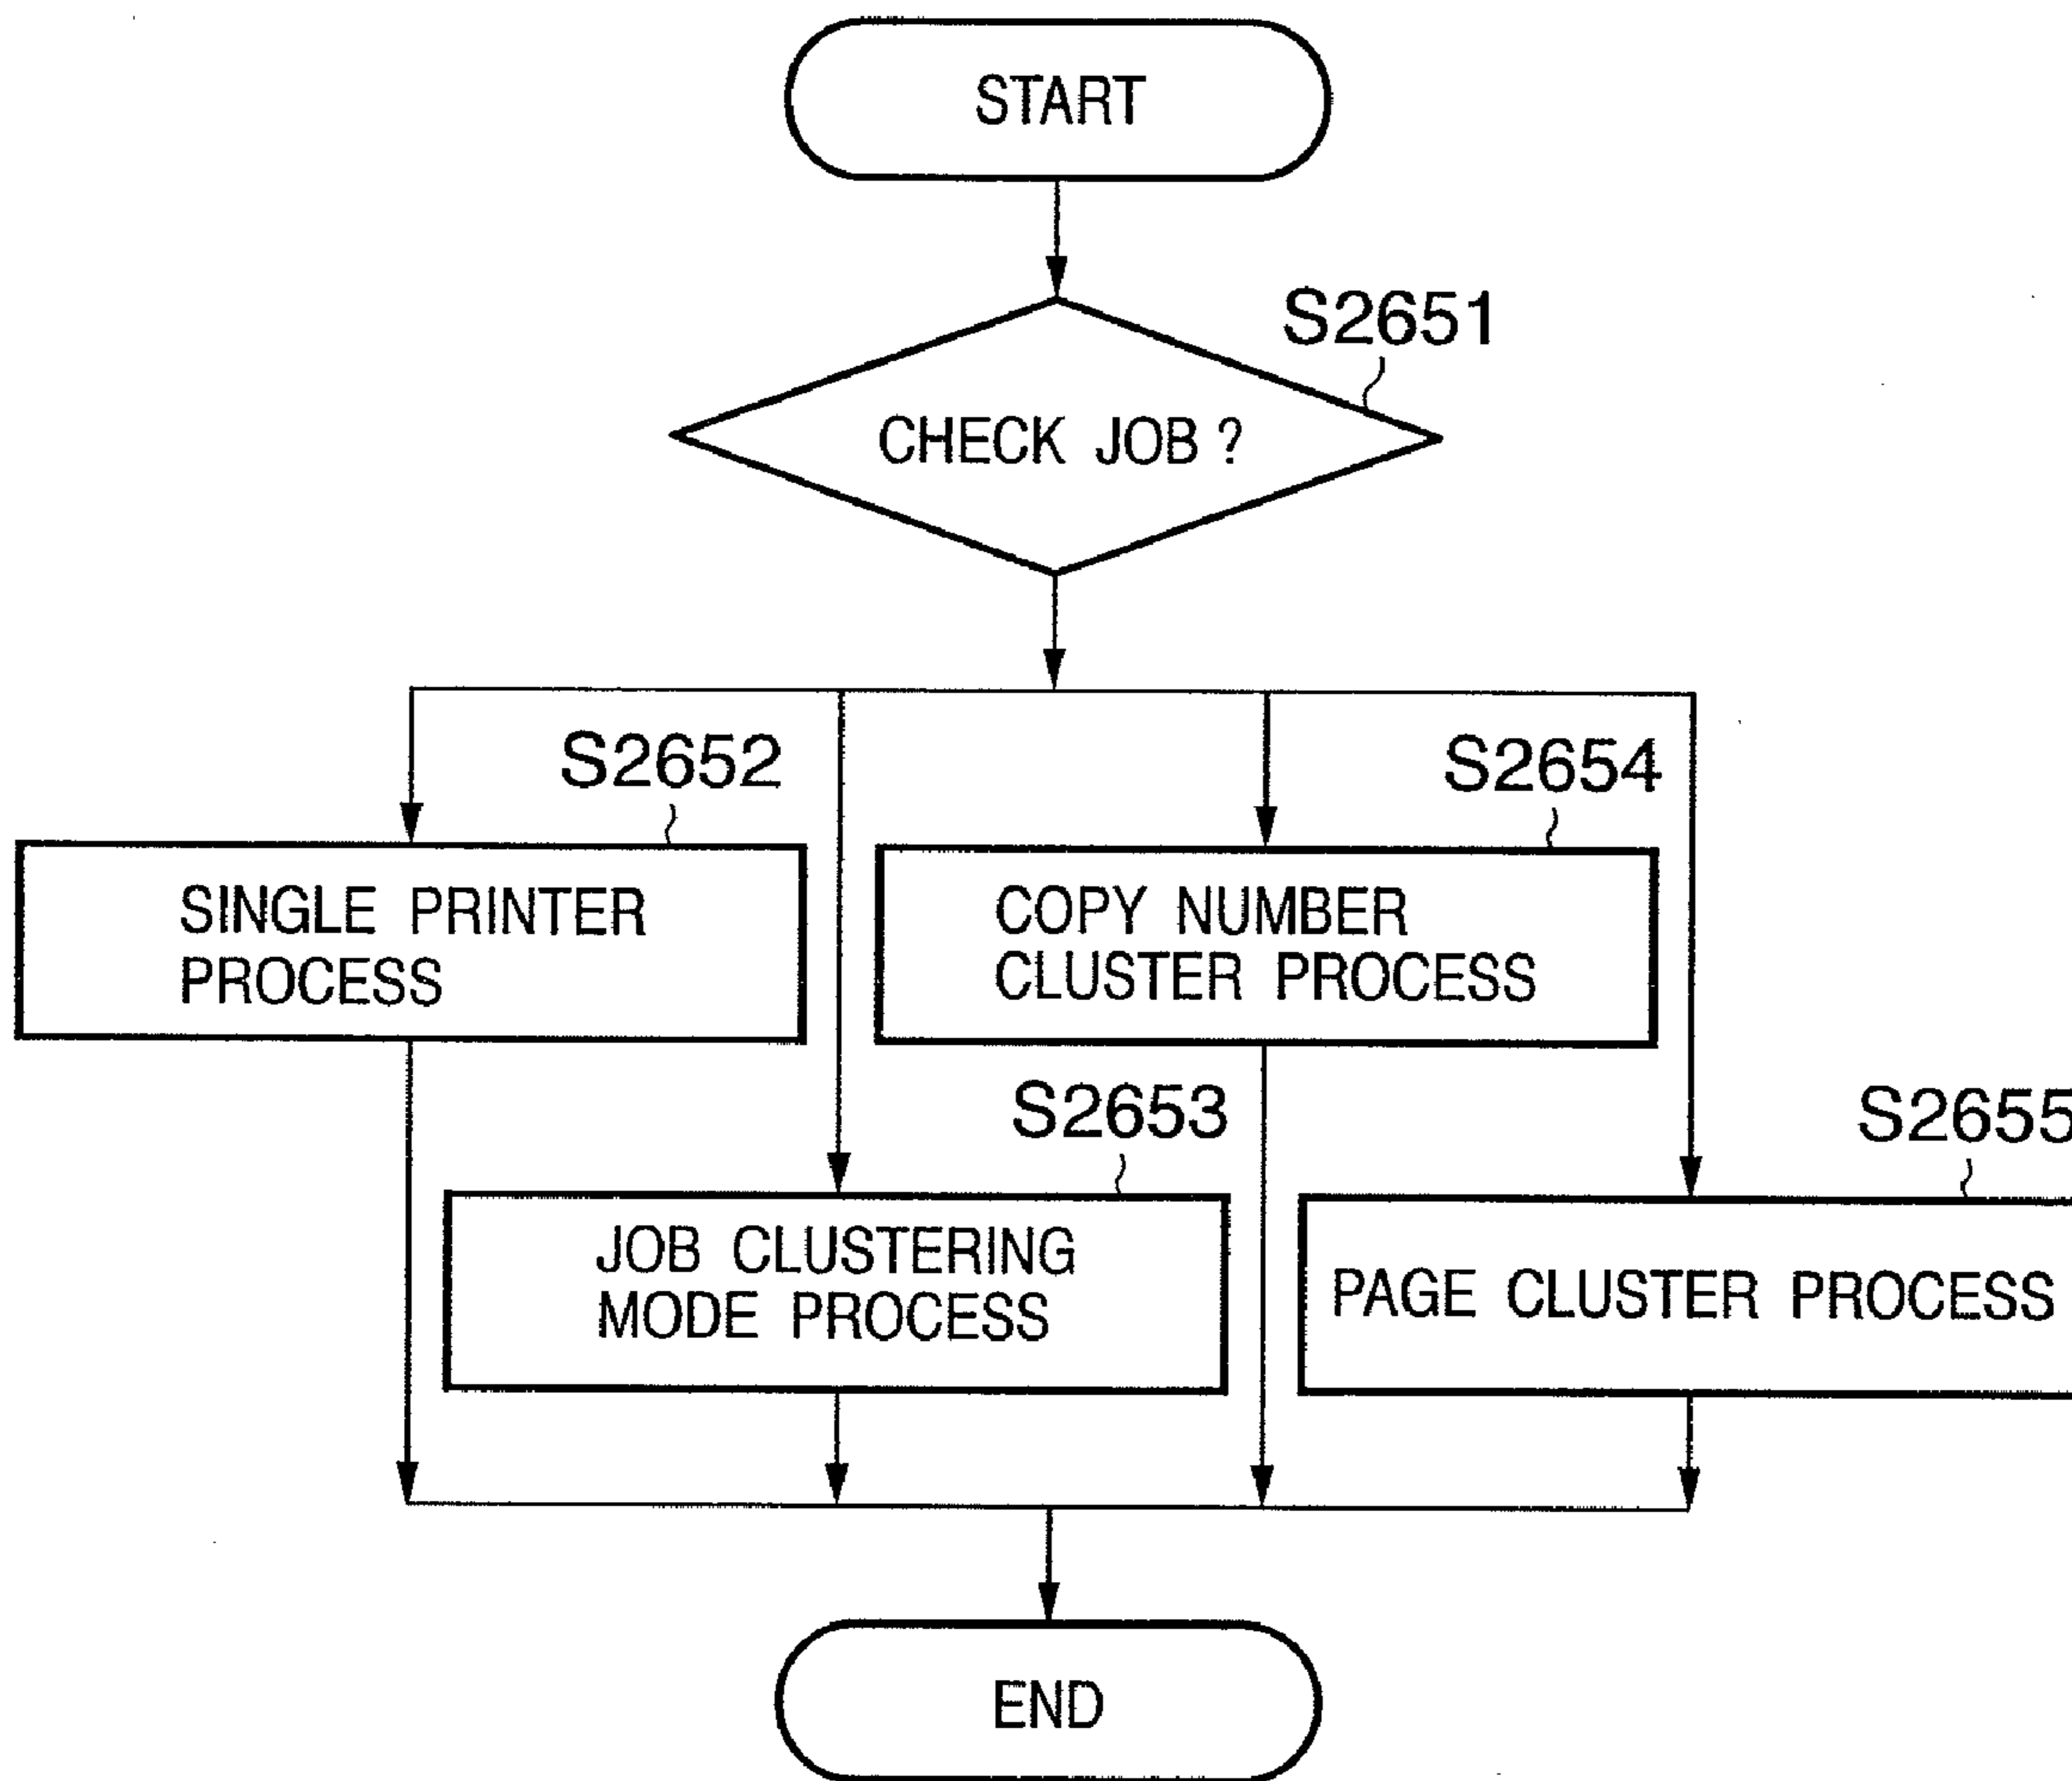 START
S2651
CHECK JOB ?
S2652
S2654
SINGLE PRINTER
PROCESS
COPY NUMBER
CLUSTER PROCESS
S2653
S2655
JOB CLUSTERING
MODE PROCESS
PAGE CLUSTER PROCESS
END